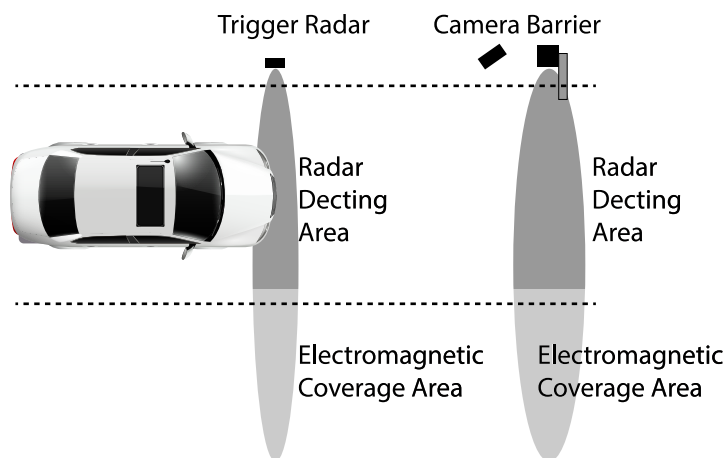 Trigger Radar
Camera Barrier
Radar
Decting
Area
Radar
Decting
Area
Electromagnetic
Coverage Area
Electromagnetic
Coverage Area